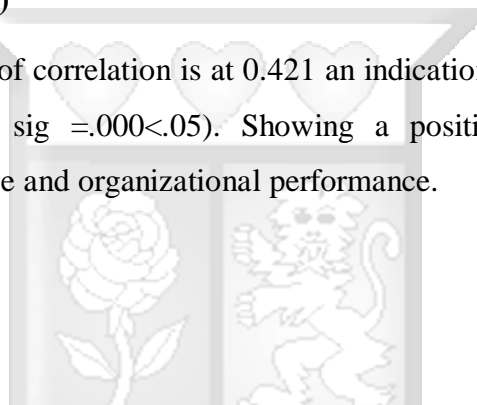 of correlation is at 0.421 an indication
sig =.000<.05). Showing a positi
e and organizational performance.